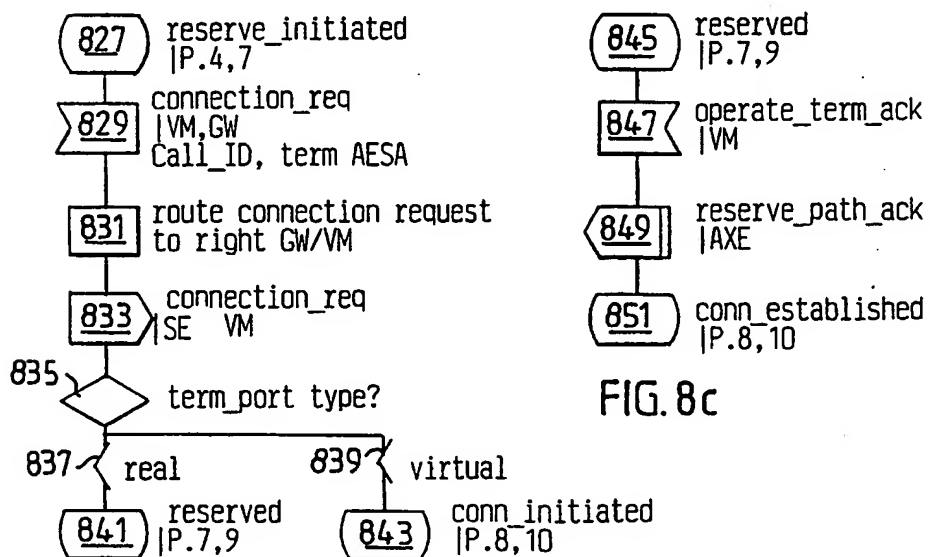 827 reserve_initiated
|P.4,7
829 connection_req
|VM,GW
Call_ID, term AESA
831 route connection request
to right GW/VM
833 connection_req
|SE VM
835 term_port type?
837 real
839 virtual
841 reserved
|P.7,9
843 conn_initiated
|P.8,10
845 reserved
|P.7,9
847 operate_term_ack
|VM
849 reserve_path_ack
|AXE
851 conn_established
|P.8,10
FIG. 8c